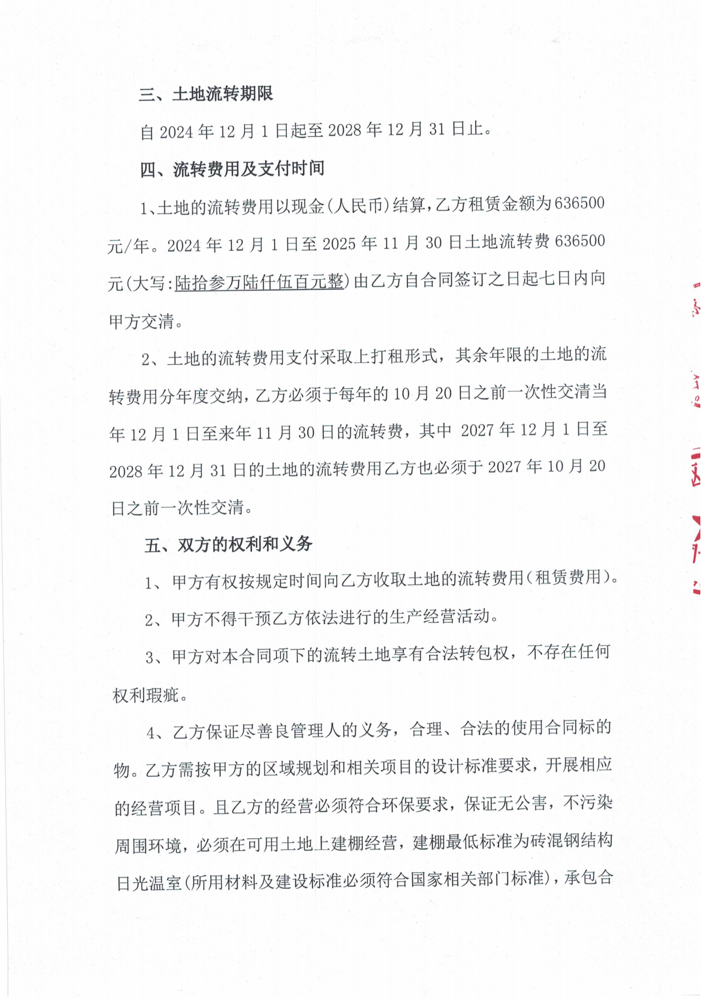 三、土地流转期限
自 2024 年 12 月 1 日起至 2028 年 12 月 31 日止。
四、流转费用及支付时间
1、土地的流转费用以现金(人民币)结算，乙方租赁金额为 636500
元/年。2024 年 12 月 1 日至 2025 年 11 月 30 日土地流转费 636500
元(大写:陆拾参万陆仟伍百元整)由乙方自合同签订之日起七日内向
甲方交清。
2、土地的流转费用支付采取上打租形式，其余年限的土地的流
转费用分年度交纳，乙方必须于每年的 10 月 20 日之前一次性交清当
年 12 月 1 日至来年 11 月 30 日的流转费，其中 2027 年 12 月 1 日至
2028 年 12 月 31 日的土地的流转费用乙方也必须于 2027 年 10 月 20
日之前一次性交清。
五、双方的权利和义务
1、甲方有权按规定时间向乙方收取土地的流转费用(租赁费用)。
2、甲方不得干预乙方依法进行的生产经营活动。
3、甲方对本合同项下的流转土地享有合法转包权，不存在任何
权利瑕疵。
4、乙方保证尽善良管理人的义务，合理、合法的使用合同标的
物。乙方需按甲方的区域规划和相关项目的设计标准要求，开展相应
的经营项目。且乙方的经营必须符合环保要求，保证无公害，不污染
周围环境，必须在可用土地上建棚经营，建棚最低标准为砖混钢结构
日光温室(所用材料及建设标准必须符合国家相关部门标准)，承包合